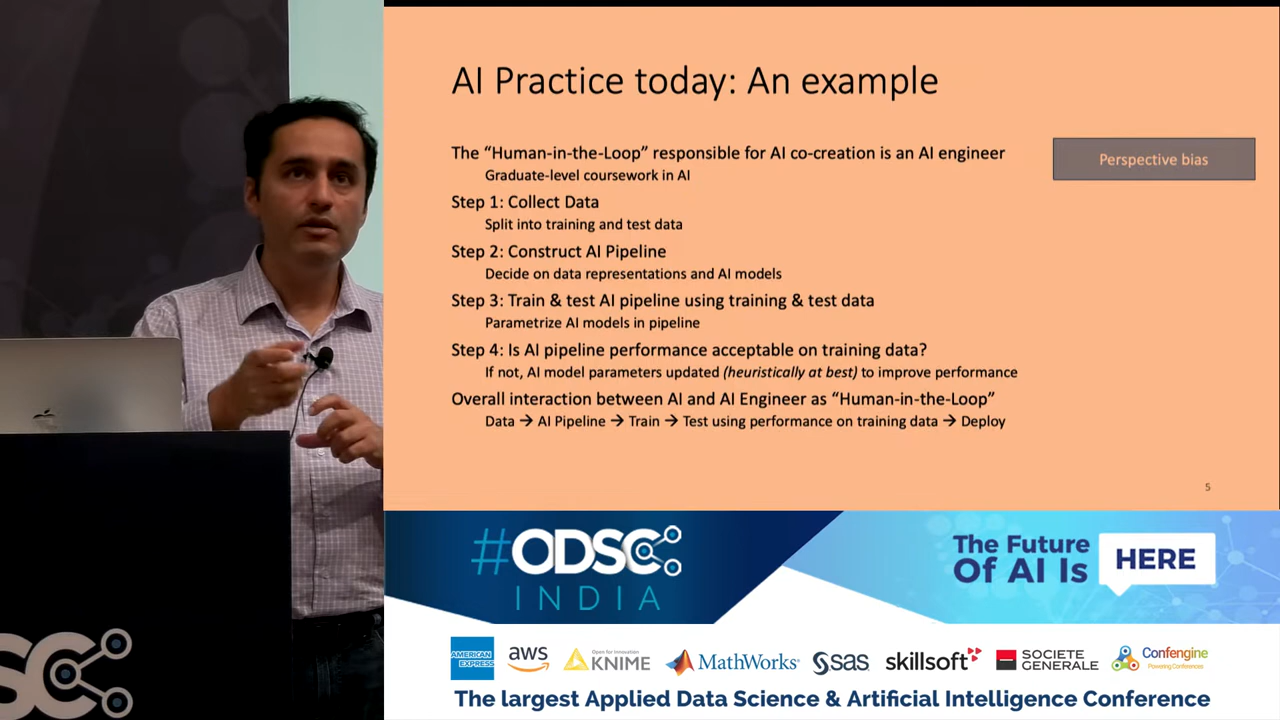 AI Practice today: An example
The “Human-in-the-Loop” responsible for AI co-creation is an AI engineer
Graduate-level coursework in AI
Perspective bias
Step 1: Collect Data
Split into training and test data
Step 2: Construct AI Pipeline
Decide on data representations and AI models
Step 3: Train & test AI pipeline using training & test data
Parametrize AI models in pipeline
Step 4: Is AI pipeline performance acceptable on training data?
If not, AI model parameters updated (heuristically at best) to improve performance
Overall interaction between AI and AI Engineer as “Human-in-the-Loop”
Data → AI Pipeline → Train → Test using performance on training data → Deploy
5
#ODSC
INDIA
The Future
Of AI Is
HERE
AMERICAN
EXPRESS
aws
Open for Innovation
KNIME
MathWorks®
sas
skillsoft
SOCIETE
GENERALE
Confengine
Powering Conferences
The largest Applied Data Science & Artificial Intelligence Conference
SC